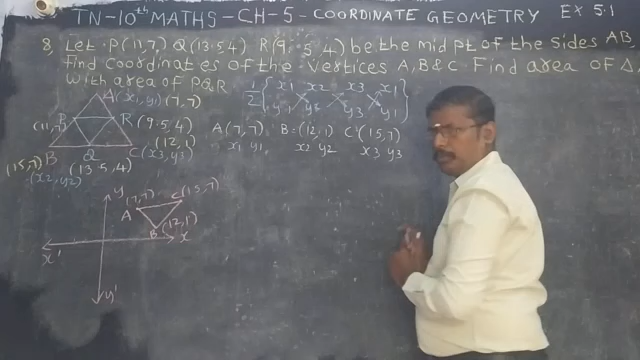 TN-10th MATHS-CH-5-COORDINATE GEOMETRY EX 5.1
8, Let P(11,7) Q(13.5 4) R(9.5 4) be the mid pt of the sides AB,
find coordinates of the vertices A,B & C Find area of Δ
with area of PQR
1/2 { x1 x2 x3 x1
y1 y2 y3 y1 }
A(x1,y1)(7,7)
P
(11,7)
R(9.5,4)
(12,1)
C(x3,y3)
B
Q
(15,7)
(13.5,4)
(x2,y2)
A(7,7) B=(12,1) C(15,7)
x1 y1 x2 y2 x3 y3
y
(7,7)
C(15,7)
A
B(12,1)
x'
x
y'